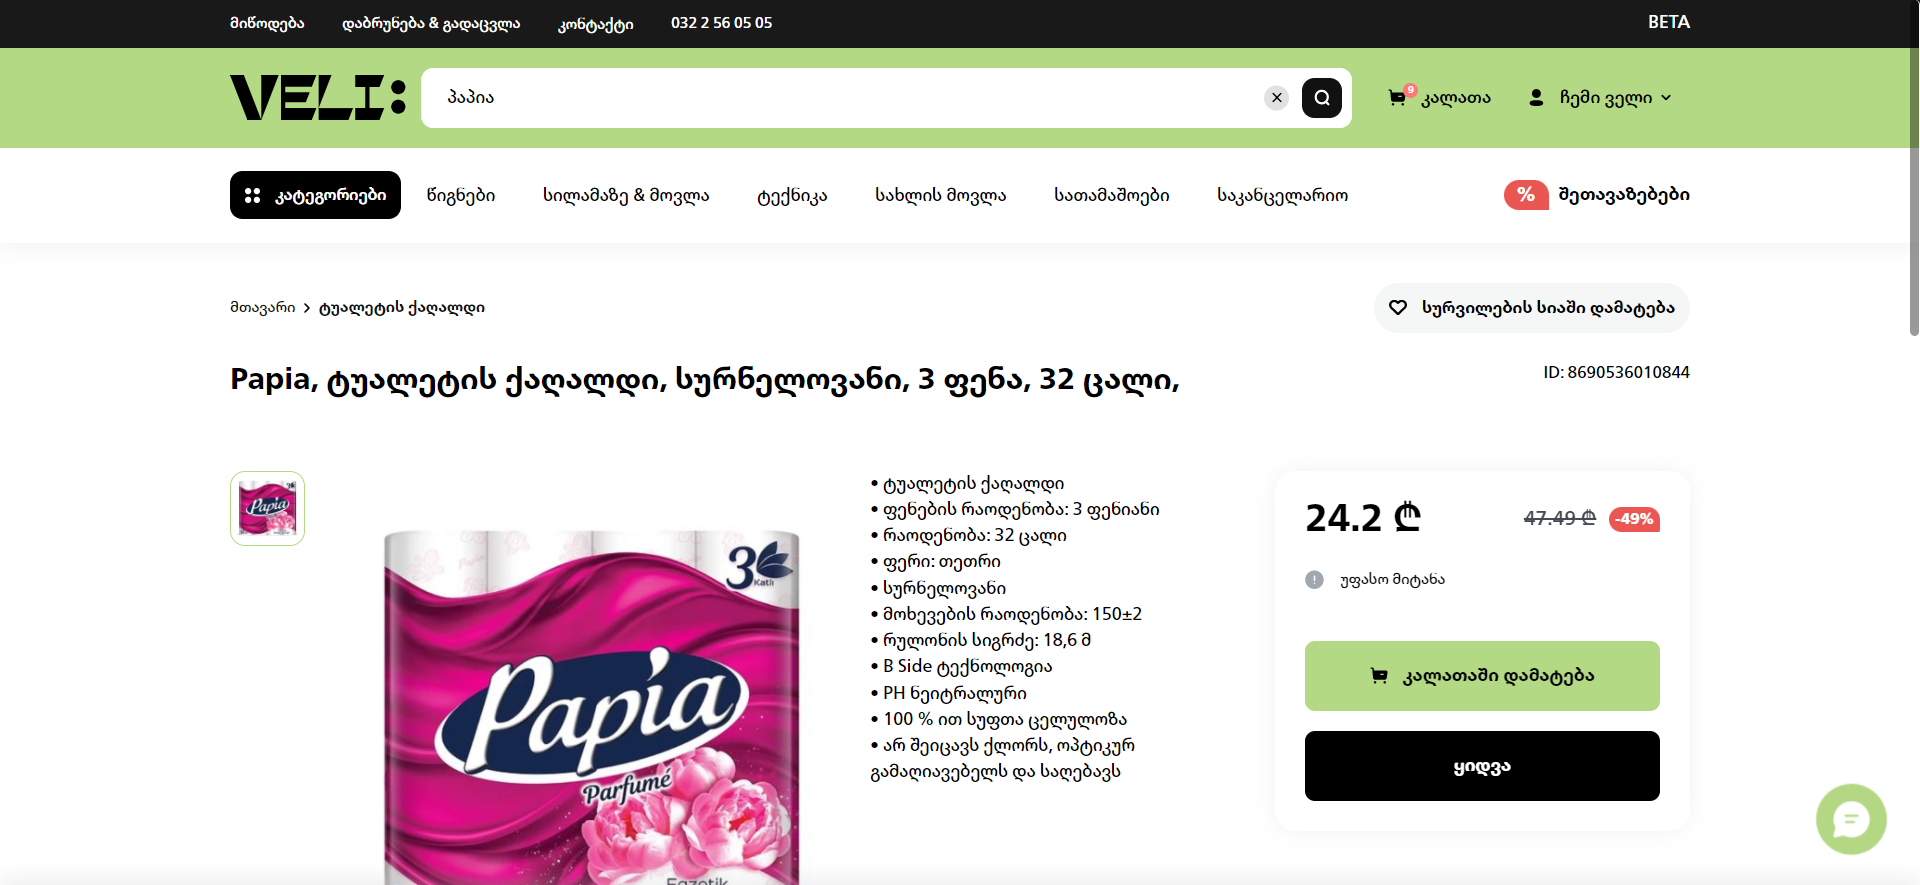 მიწოდება დაბრუნება & გადაცვლა კონტაქტი 032 2 56 05 05 BETA
VELI: პაპია 9 კალათა ჩემი ველი
კატეგორიები წიგნები სილამაზე & მოვლა ტექნიკა სახლის მოვლა სათამაშოები საკანცელარიო % შეთავაზებები
მთავარი > ტუალეტის ქაღალდი სურვილების სიაში დამატება
Papia, ტუალეტის ქაღალდი, სურნელოვანი, 3 ფენა, 32 ცალი,
ID: 8690536010844
• ტუალეტის ქაღალდი
• ფენების რაოდენობა: 3 ფენიანი
• რაოდენობა: 32 ცალი
• ფერი: თეთრი
• სურნელოვანი
• მოხევების რაოდენობა: 150±2
• რულონის სიგრძე: 18,6 მ
• B Side ტექნოლოგია
• PH ნეიტრალური
• 100 % ით სუფთა ცელულოზა
• არ შეიცავს ქლორს, ოპტიკურ
გამაღიავებელს და საღებავს
24.2 ₾ 47.49 ₾ -49%
უფასო მიტანა
კალათაში დამატება
ყიდვა
3
Katlı
Papia
Parfumé
Egzotik